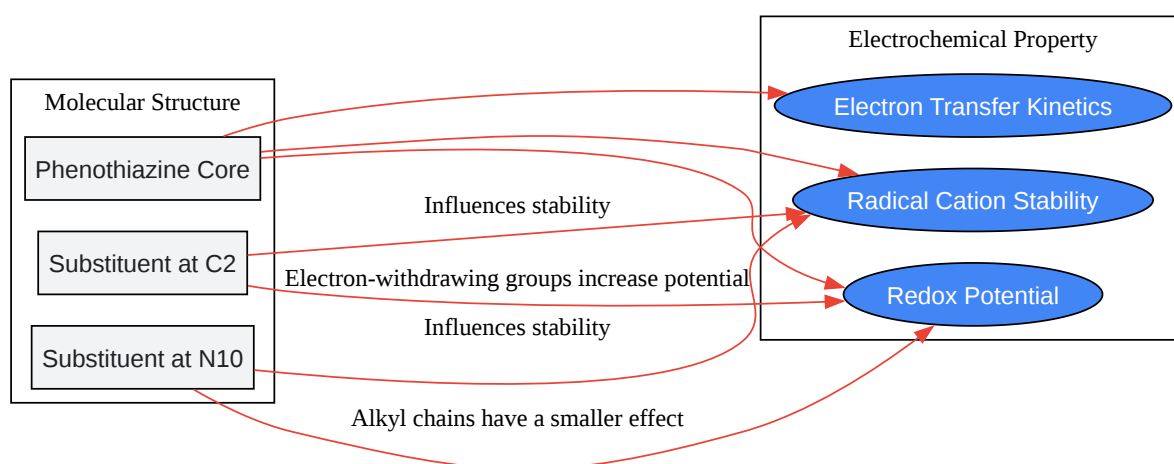 Molecular Structure
Phenothiazine Core
Substituent at C2
Substituent at N10
Influences stability
Electron-withdrawing groups increase potential
Influences stability
Alkyl chains have a smaller effect
Electrochemical Property
Electron Transfer Kinetics
Radical Cation Stability
Redox Potential